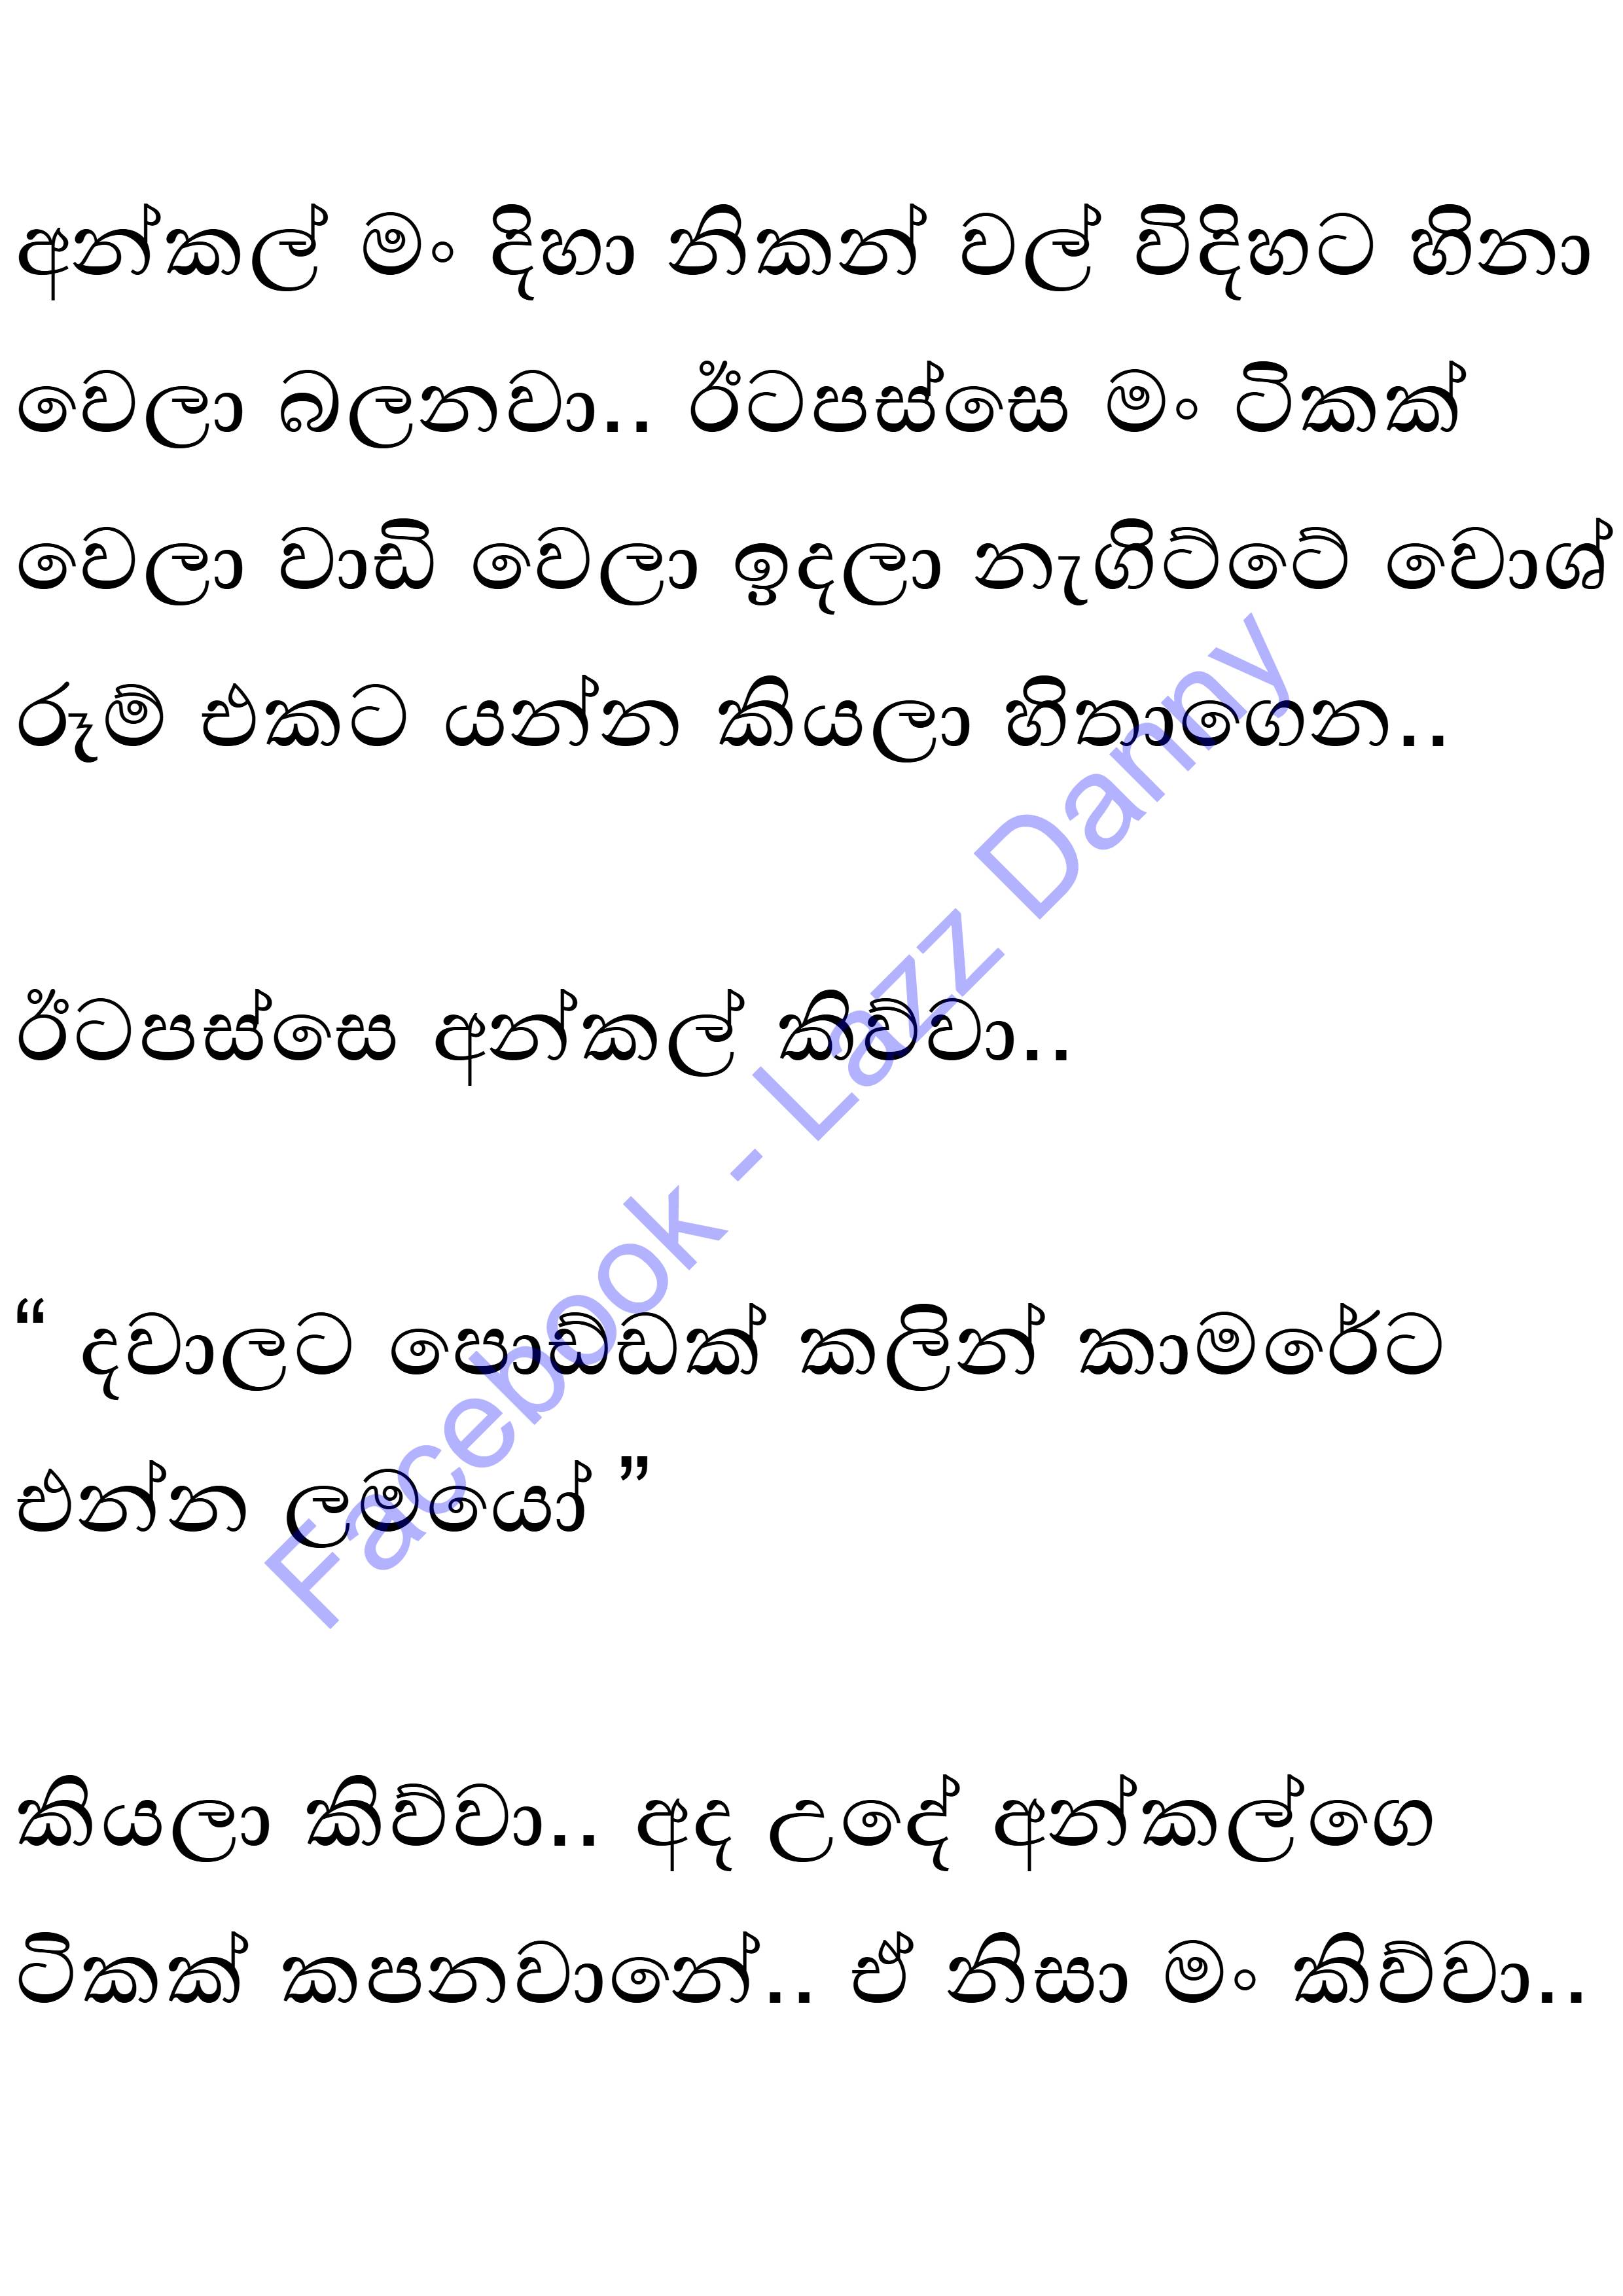 අන්කල් මං දිහා නිකන් වල් විදිහට හිනා
වෙලා බලනවා.. ඊටපස්සෙ මං ටිකක්
වෙලා වාඩි වෙලා ඉදලා නැගිට්ටේ වොශ්
රූම් එකට යන්න කියලා හිතාගෙන..
ඊටපස්සෙ අන්කල් කිව්වා..
“ දවාලට පොඩ්ඩක් කලින් කාමරේට
එන්න ලමයෝ ”
කියලා කිව්වා.. අද උදේ අන්කල්ගෙ
ටිකක් කපනවානේ.. ඒ නිසා මං කිව්වා..
Facebook - Lazz Danny